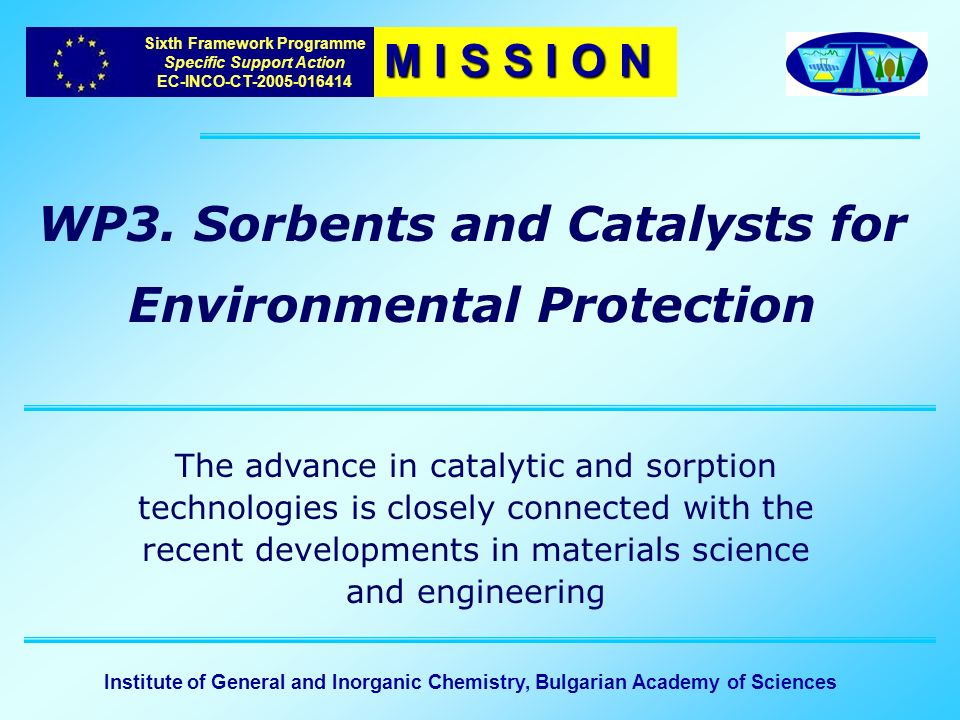 Sixth Framework Programme
Specific Support Action
EC-INCO-CT-2005-016414
M I S S I O N
M I S S I O N
WP3. Sorbents and Catalysts for
Environmental Protection
The advance in catalytic and sorption
technologies is closely connected with the
recent developments in materials science
and engineering
Institute of General and Inorganic Chemistry, Bulgarian Academy of Sciences